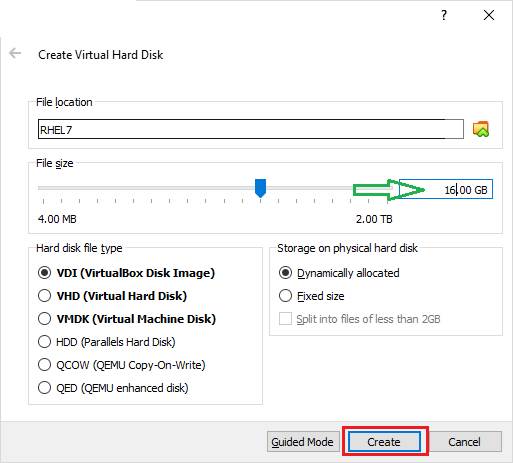 ?
Create Virtual Hard Disk
File location
RHEL7
File size
16.00 GB
4.00 MB 2.00 TB
Hard disk file type
VDI (VirtualBox Disk Image)
VHD (Virtual Hard Disk)
VMDK (Virtual Machine Disk)
HDD (Parallels Hard Disk)
QCOW (QEMU Copy-On-Write)
QED (QEMU enhanced disk)
Storage on physical hard disk
Dynamically allocated
Fixed size
Split into files of less than 2GB
Guided Mode Create Cancel